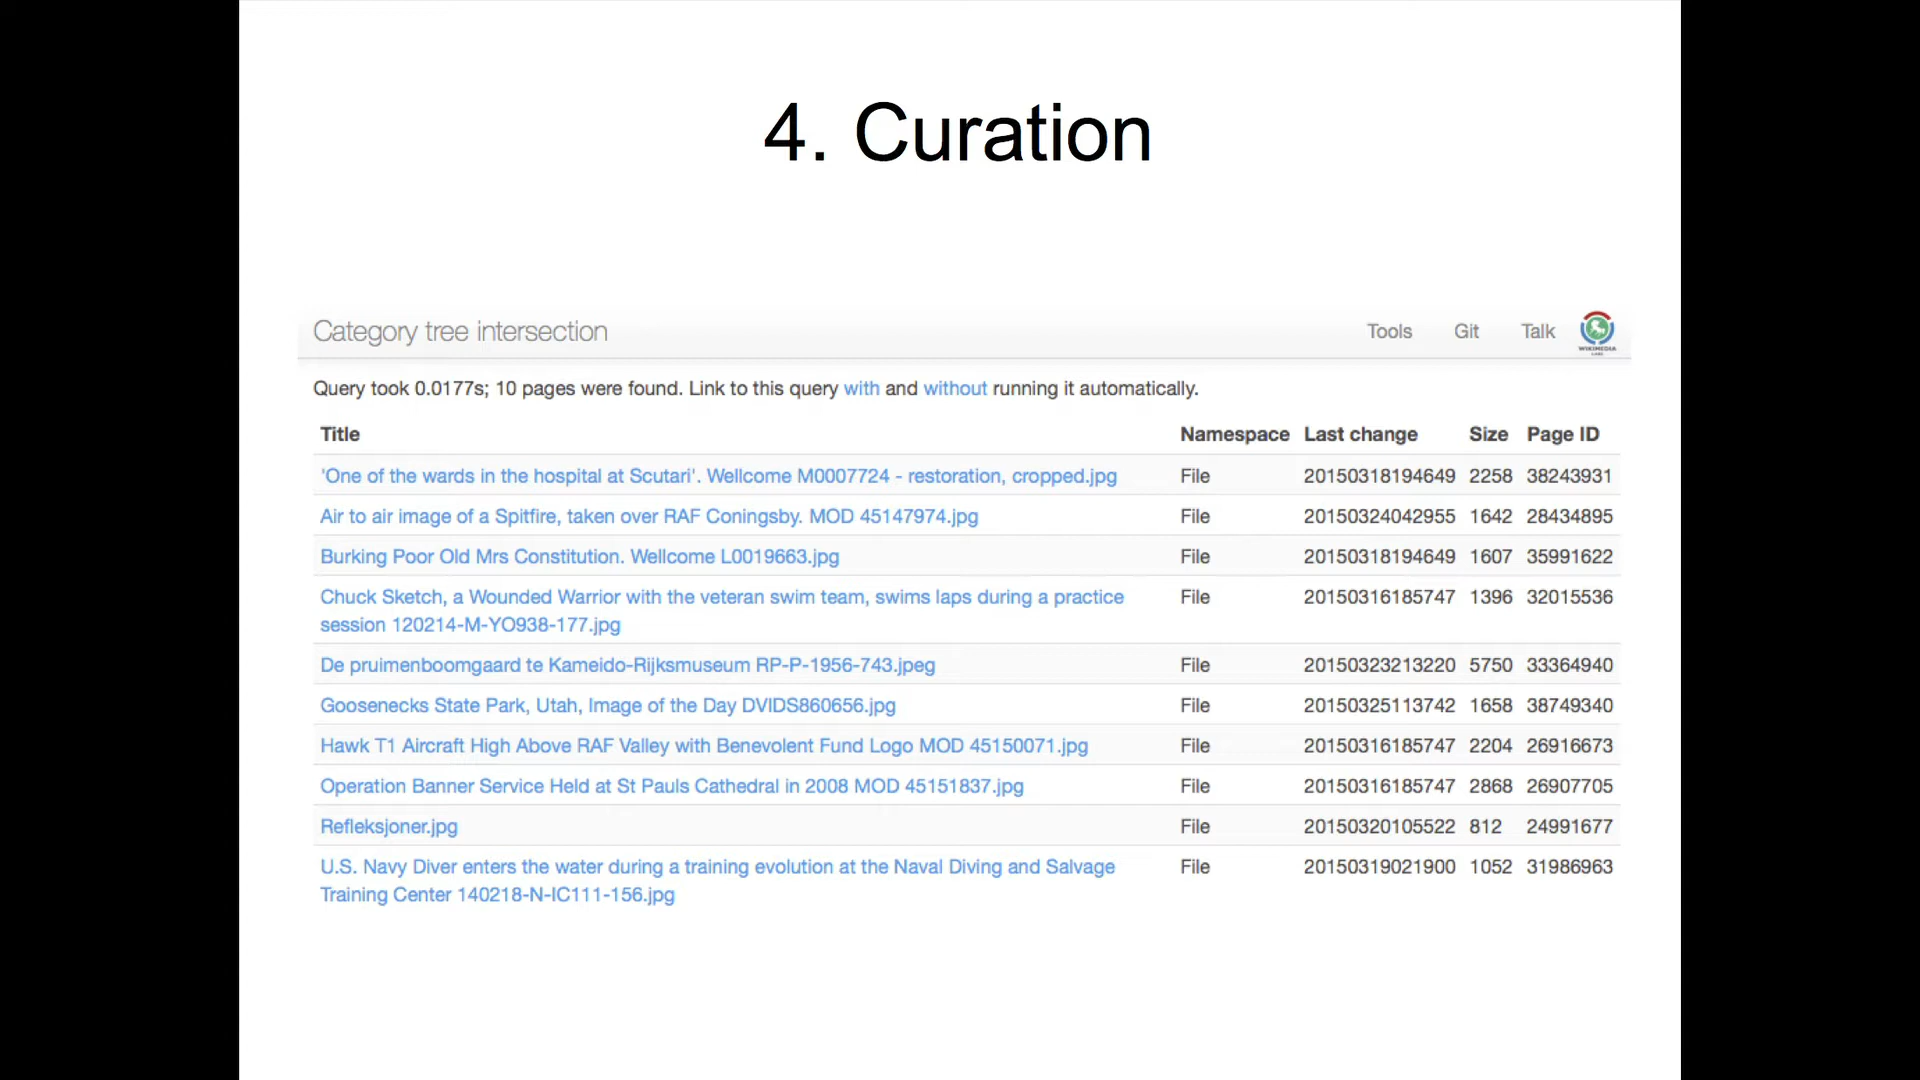 4. Curation
Category tree intersection
Tools Git Talk
WIKIMEDIA
LABS
Query took 0.0177s; 10 pages were found. Link to this query with and without running it automatically.
Title Namespace Last change Size Page ID
'One of the wards in the hospital at Scutari'. Wellcome M0007724 - restoration, cropped.jpg File 20150318194649 2258 38243931
Air to air image of a Spitfire, taken over RAF Coningsby. MOD 45147974.jpg File 20150324042955 1642 28434895
Burking Poor Old Mrs Constitution. Wellcome L0019663.jpg File 20150318194649 1607 35991622
Chuck Sketch, a Wounded Warrior with the veteran swim team, swims laps during a practice File 20150316185747 1396 32015536
session 120214-M-YO938-177.jpg
De pruimenboomgaard te Kameido-Rijksmuseum RP-P-1956-743.jpeg File 20150323213220 5750 33364940
Goosenecks State Park, Utah, Image of the Day DVIDS860656.jpg File 20150325113742 1658 38749340
Hawk T1 Aircraft High Above RAF Valley with Benevolent Fund Logo MOD 45150071.jpg File 20150316185747 2204 26916673
Operation Banner Service Held at St Pauls Cathedral in 2008 MOD 45151837.jpg File 20150316185747 2868 26907705
Refleksjoner.jpg File 20150320105522 812 24991677
U.S. Navy Diver enters the water during a training evolution at the Naval Diving and Salvage File 20150319021900 1052 31986963
Training Center 140218-N-IC111-156.jpg